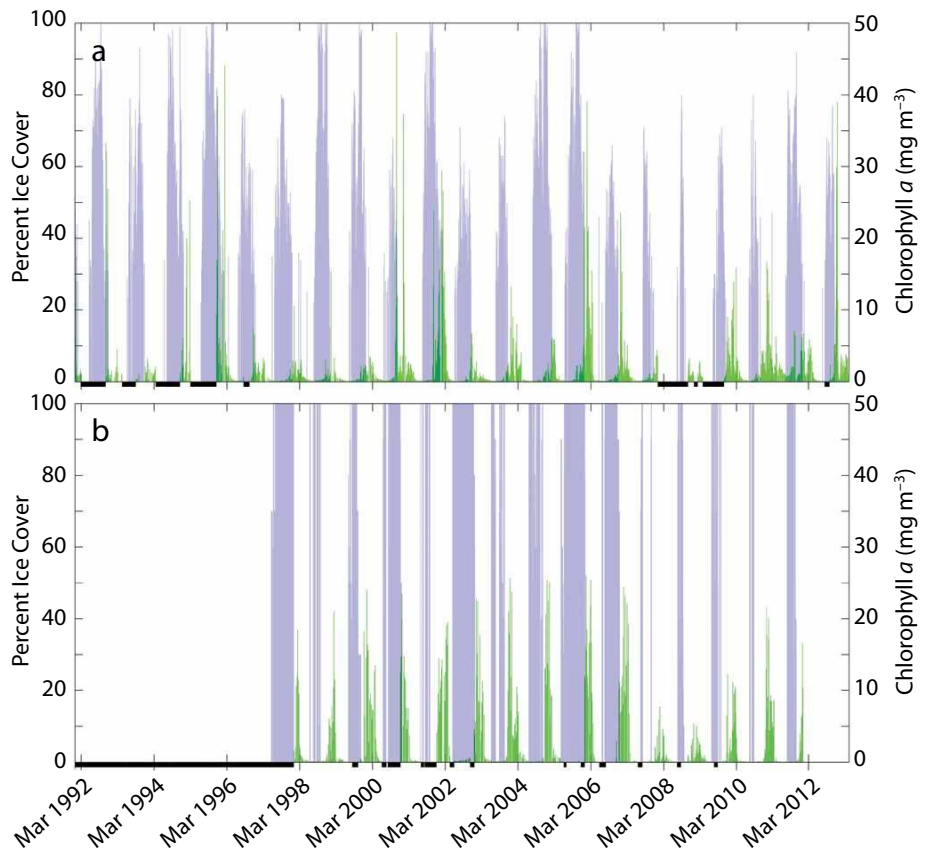 a
100
80
60
40
20
0
Percent Ice Cover
50
40
30
20
10
0
Chlorophyll a (mg m⁻³)
b
100
80
60
40
20
0
Percent Ice Cover
50
40
30
20
10
0
Chlorophyll a (mg m⁻³)
Mar 1992
Mar 1994
Mar 1996
Mar 1998
Mar 2000
Mar 2002
Mar 2004
Mar 2006
Mar 2008
Mar 2010
Mar 2012